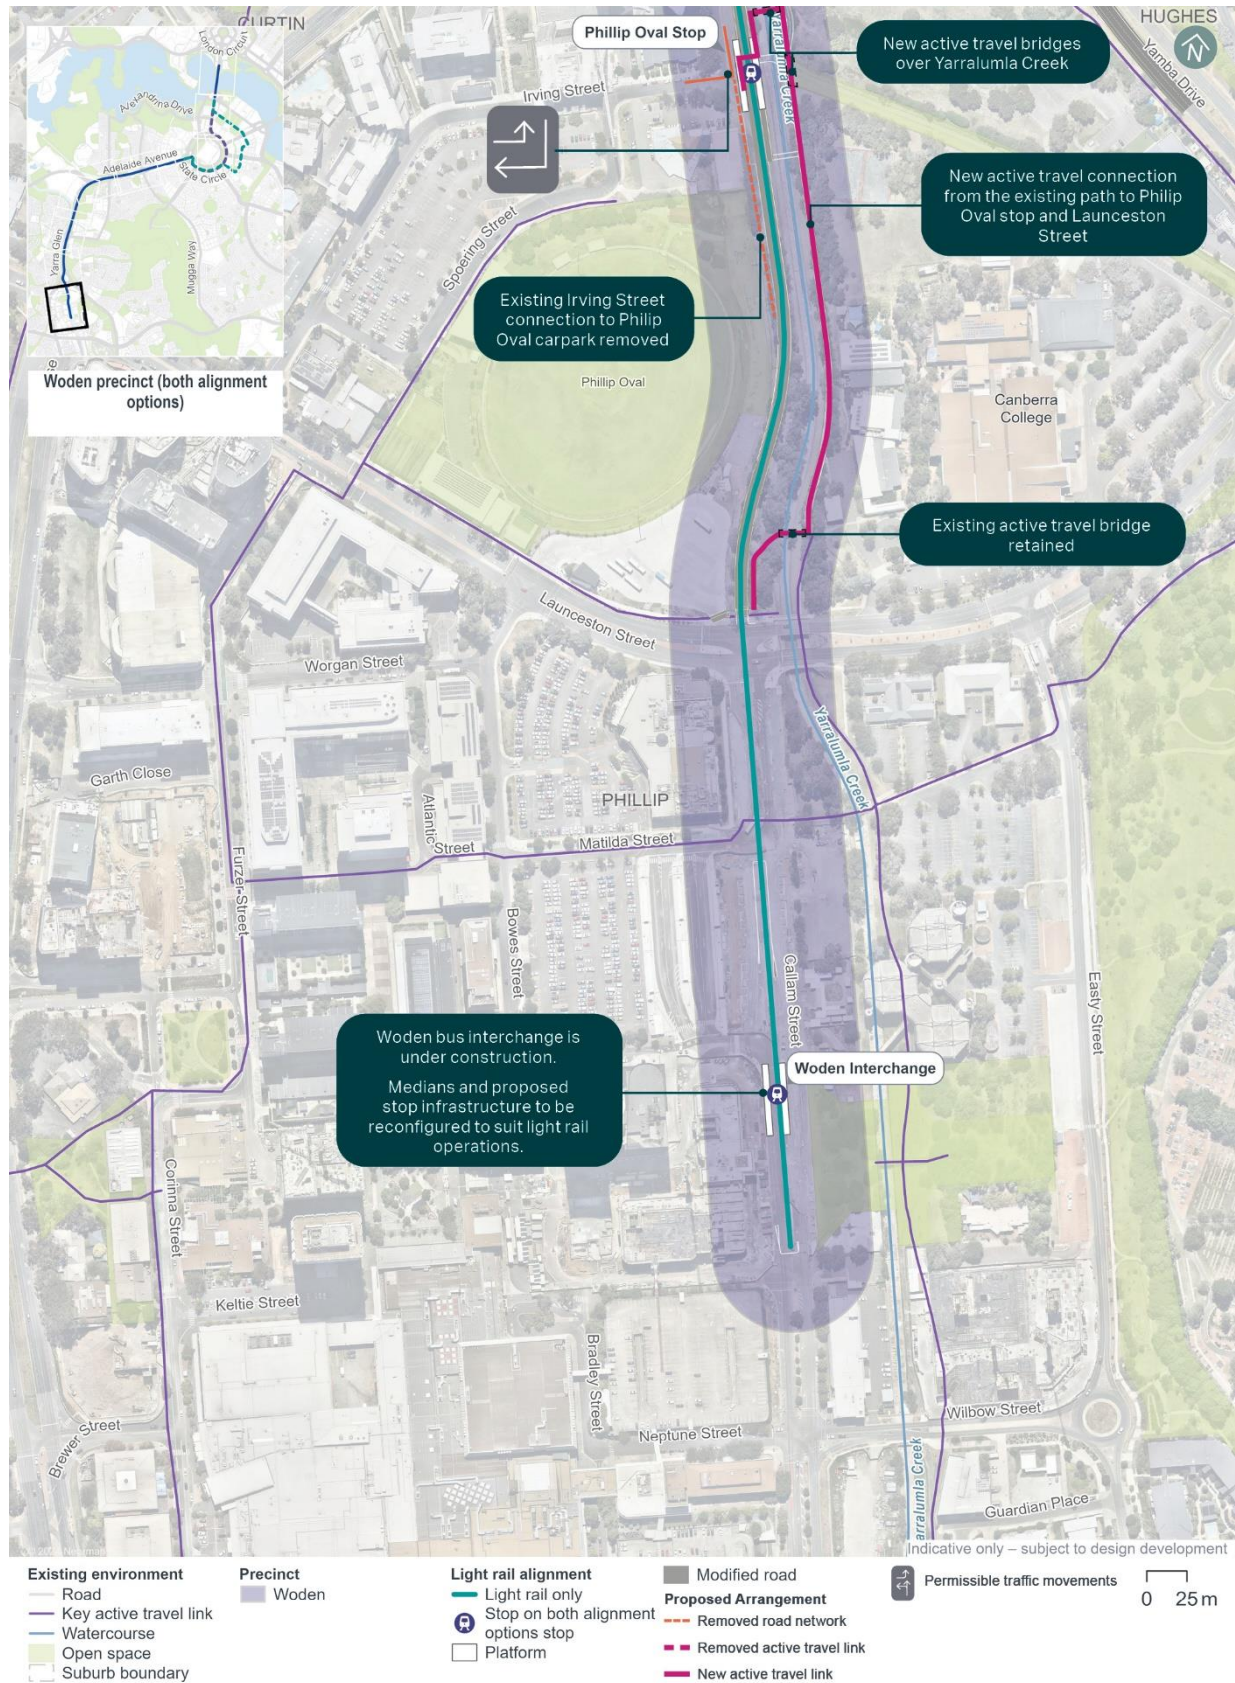 CURTIN
HUGHES
London Circuit
Alexandrina Drive
Adelaide Avenue
State Circle
Yarra Glen
Mugga Way
Woden precinct (both alignment
options)
Phillip Oval Stop
Yarralumla Creek
New active travel bridges
over Yarralumla Creek
Yamba Drive
N
Irving Street
New active travel connection
from the existing path to Philip
Oval stop and Launceston
Street
Spoering Street
Existing Irving Street
connection to Philip
Oval carpark removed
Phillip Oval
Canberra
College
Existing active travel bridge
retained
Launceston Street
Worgan Street
Yarralumla Creek
Garth Close
PHILLIP
Atlantic
Street
Matilda Street
Furzer Street
Bowes Street
Callam Street
Easty Street
Woden bus interchange is
under construction.
Medians and proposed
stop infrastructure to be
reconfigured to suit light rail
operations.
Woden Interchange
Corinna Street
Keltie Street
Bradley Street
Wilbow Street
Neptune Street
Brewer Street
Yarralumla Creek
Guardian Place
Indicative only – subject to design development
Existing environment
Road
Key active travel link
Watercourse
Open space
Suburb boundary
Precinct
Woden
Light rail alignment
Light rail only
Stop on both alignment
options stop
Platform
Modified road
Proposed Arrangement
Removed road network
Removed active travel link
New active travel link
Permissible traffic movements
0 25 m